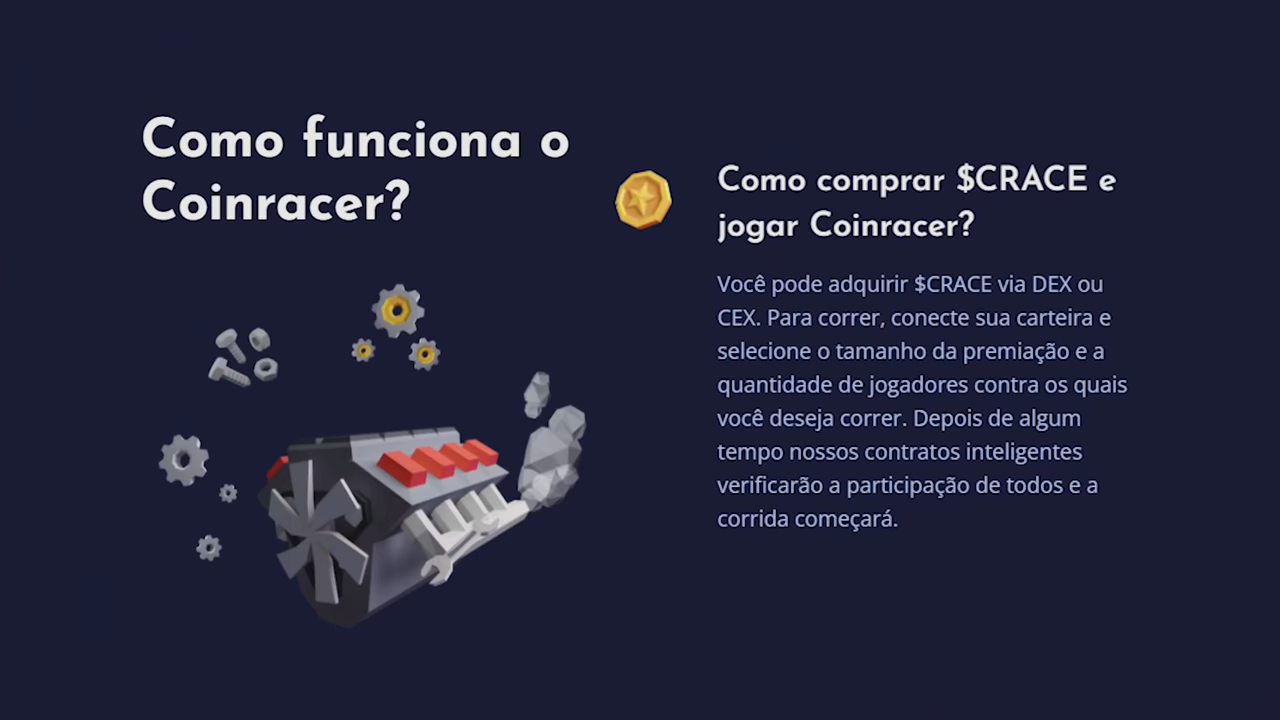 Como funciona o
Coinracer?
Como comprar $CRACE e
jogar Coinracer?
Você pode adquirir $CRACE via DEX ou
CEX. Para correr, conecte sua carteira e
selecione o tamanho da premiação e a
quantidade de jogadores contra os quais
você deseja correr. Depois de algum
tempo nossos contratos inteligentes
verificarão a participação de todos e a
corrida começará.